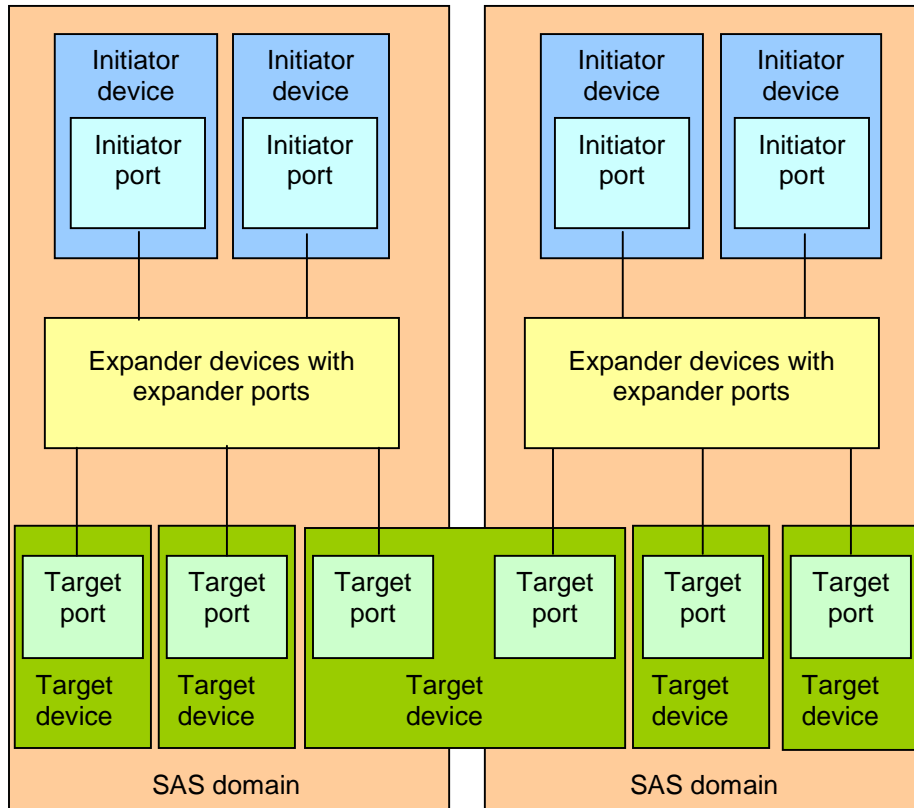 Initiator
device
Initiator
device
Initiator
device
Initiator
device
Initiator
port
Initiator
port
Initiator
port
Initiator
port
Expander devices with
expander ports
Expander devices with
expander ports
Target
port
Target
port
Target
port
Target
port
Target
port
Target
port
Target
device
Target
device
Target
device
Target
device
Target
device
SAS domain
SAS domain